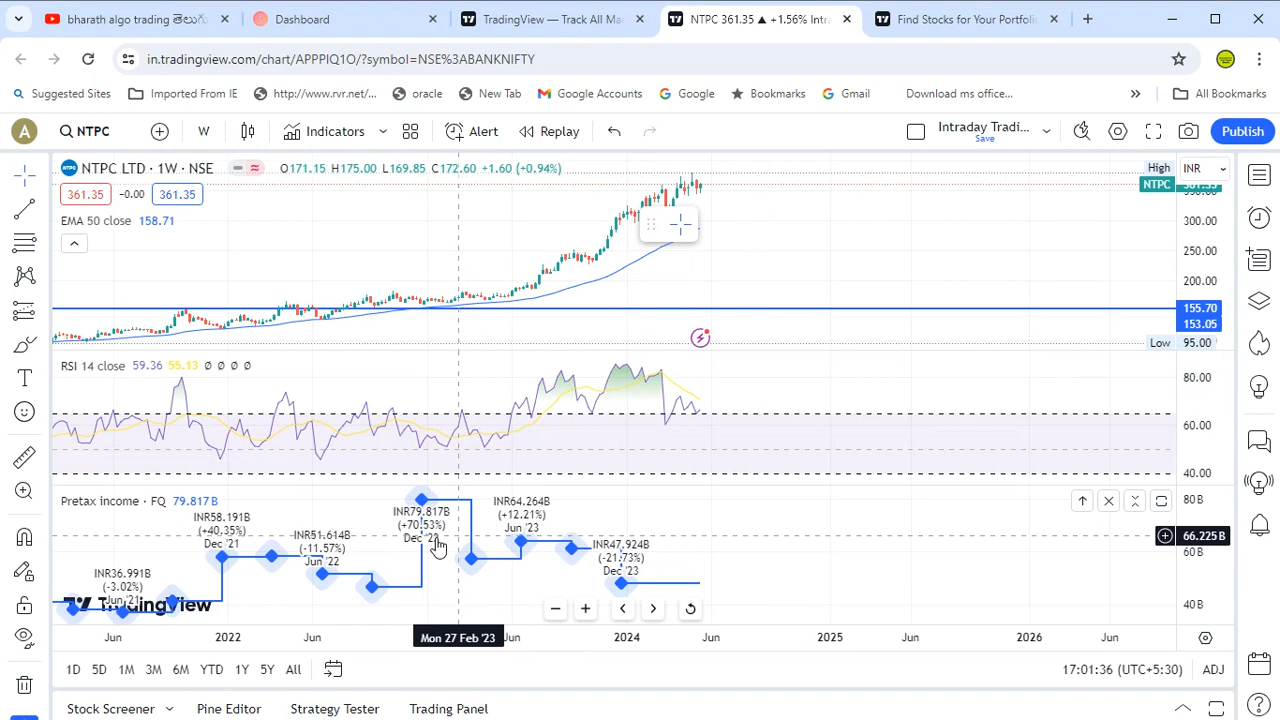 bharath algo trading తెలుగు
Dashboard
TradingView — Track All Ma
NTPC 361.35 ▲ +1.56% Intra
Find Stocks for Your Portfolio
in.tradingview.com/chart/APPPIQ1O/?symbol=NSE%3ABANKNIFTY
Suggested Sites
Imported From IE
http://www.rvr.net/...
oracle
New Tab
Google Accounts
Google
Bookmarks
Gmail
Download ms office...
»
All Bookmarks
A
NTPC
W
Indicators
Alert
Replay
Intraday Tradi...
Save
Publish
NTPC LTD · 1W · NSE
O171.15 H175.00 L169.85 C172.60 +1.60 (+0.94%)
High
INR
NTPC
361.35
361.35 -0.00 361.35
EMA 50 close 158.71
300.00
250.00
200.00
155.70
153.05
Low 95.00
RSI 14 close 59.36 55.13 Ø Ø Ø Ø
80.00
60.00
40.00
Pretax income · FQ 79.817B
80B
66.225B
60B
40B
INR36.991B
(-3.02%)
Jun '21
INR58.191B
(+40.35%)
Dec '21
INR51.614B
(-11.57%)
Jun '22
INR79.817B
(+70.53%)
INR64.264B
(+12.21%)
Jun '23
INR47.924B
(-21.73%)
Dec '23
TradingView
Jun
2022
Jun
Mon 27 Feb '23
Jun
2024
Jun
2025
Jun
2026
Jun
1D 5D 1M 3M 6M YTD 1Y 5Y All
17:01:36 (UTC+5:30)
ADJ
Stock Screener
Pine Editor
Strategy Tester
Trading Panel